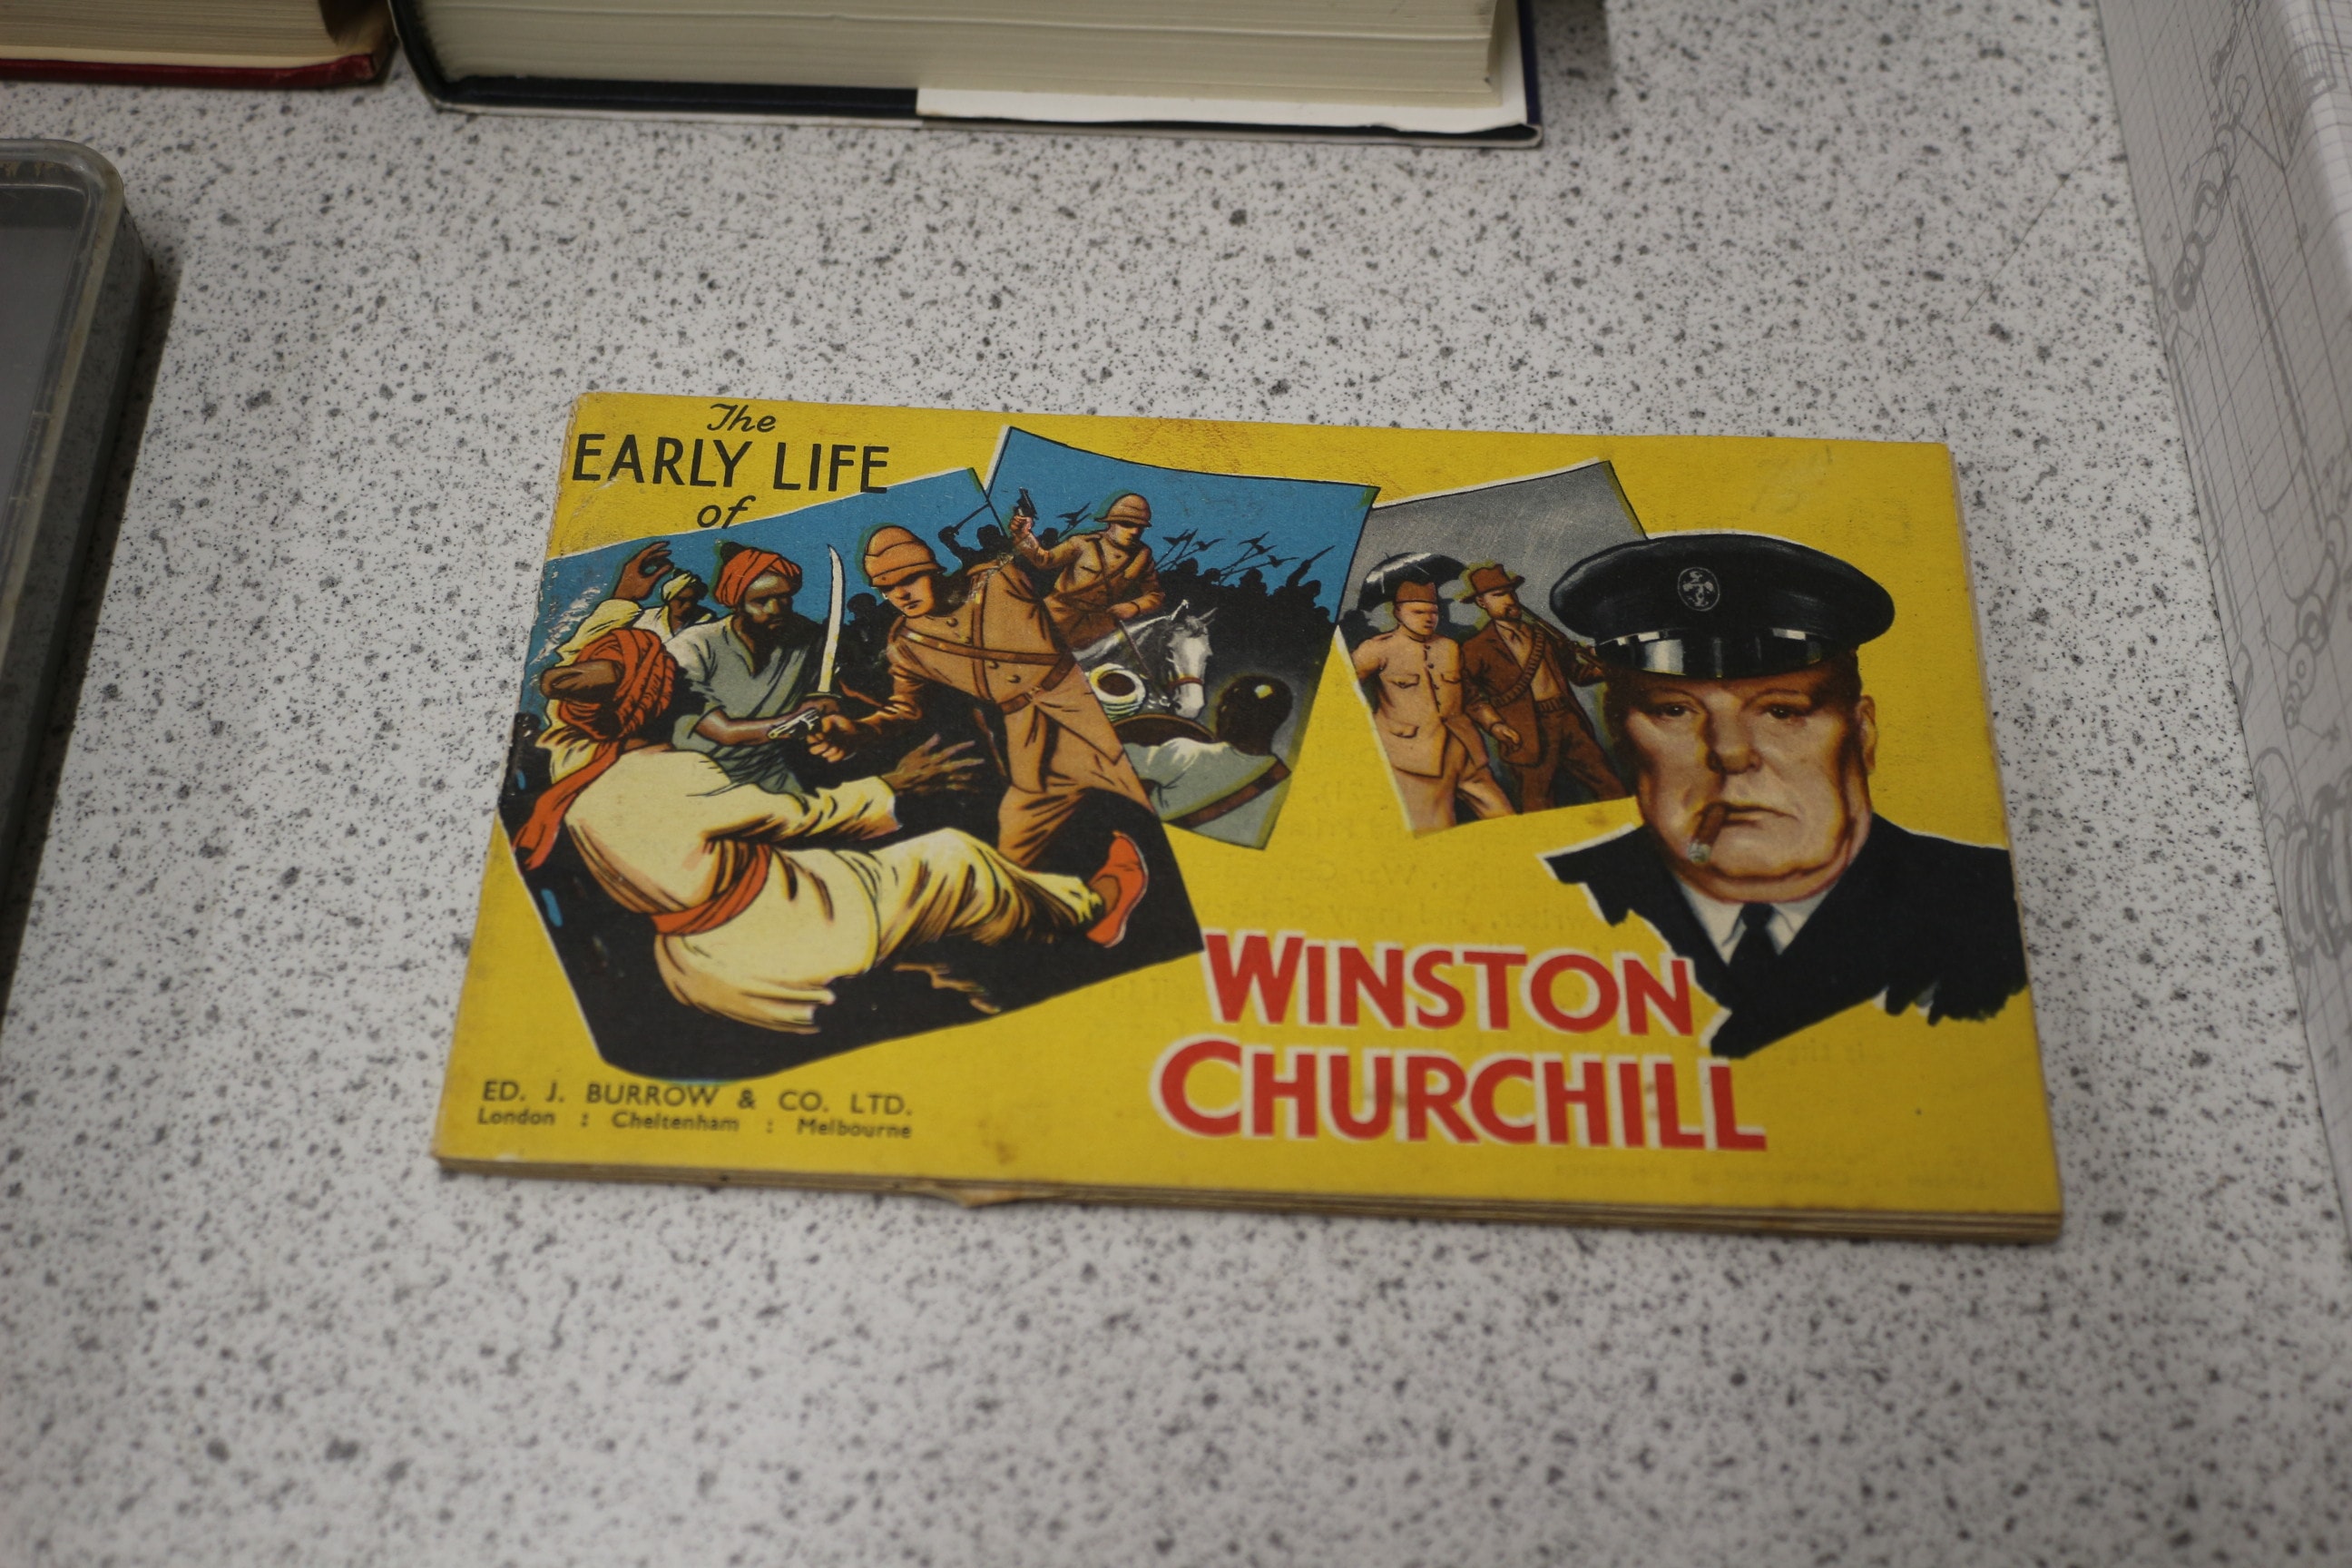 The
EARLY LIFE
of
WINSTON
CHURCHILL
ED. J. BURROW & CO. LTD.
London : Cheltenham : Melbourne